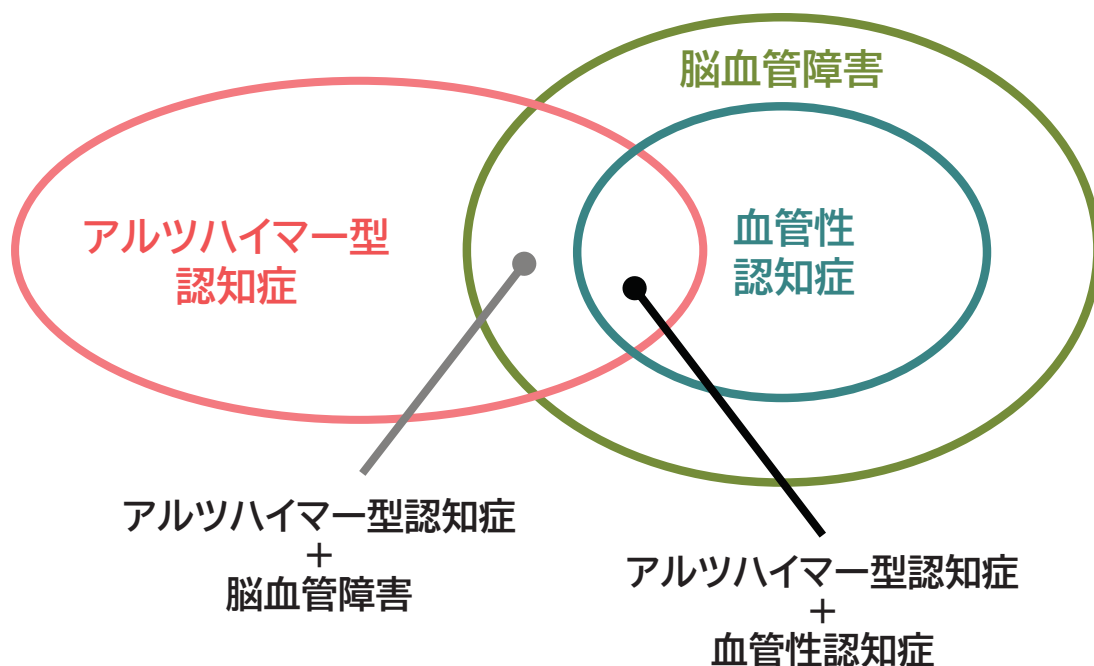 脳血管障害
アルツハイマー型
認知症
血管性
認知症
アルツハイマー型認知症
+
脳血管障害
アルツハイマー型認知症
+
血管性認知症